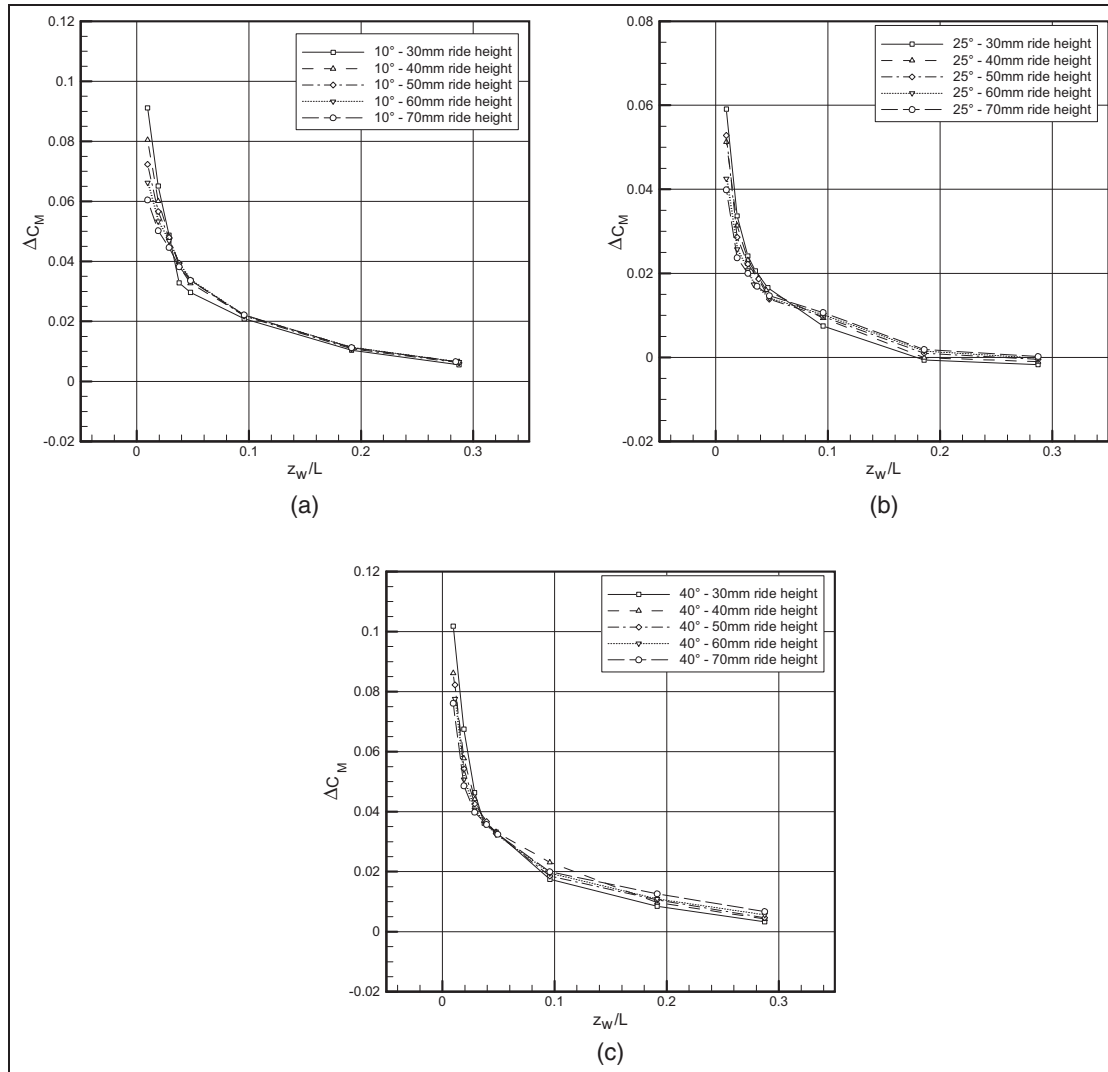 0.12
0.1
0.08
0.06
0.04
0.02
0
-0.02
ΔC_M
10° - 30mm ride height
10° - 40mm ride height
10° - 50mm ride height
10° - 60mm ride height
10° - 70mm ride height
0 0.1 0.2 0.3
z_w/L
(a)
0.08
0.06
0.04
0.02
0
-0.02
ΔC_M
25° - 30mm ride height
25° - 40mm ride height
25° - 50mm ride height
25° - 60mm ride height
25° - 70mm ride height
0 0.1 0.2 0.3
z_w/L
(b)
0.12
0.1
0.08
0.06
0.04
0.02
0
-0.02
ΔC_M
40° - 30mm ride height
40° - 40mm ride height
40° - 50mm ride height
40° - 60mm ride height
40° - 70mm ride height
0 0.1 0.2 0.3
z_w/L
(c)